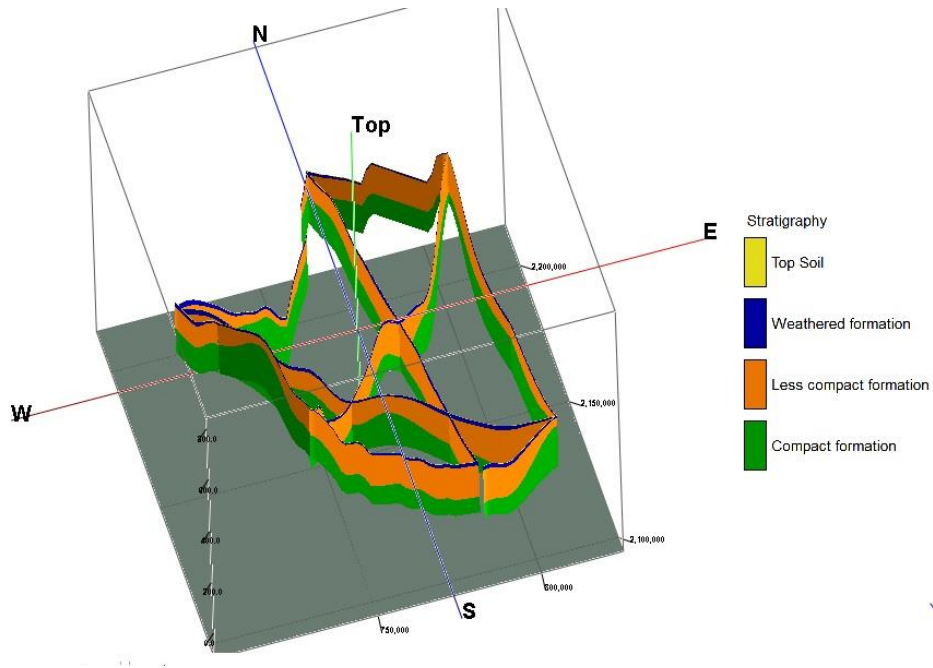 N
Top
E
2,200,000
Stratigraphy
Top Soil
Weathered formation
Less compact formation
Compact formation
W
2,150,000
800.0
600.0
400.0
200.0
0.0
2,100,000
800,000
750,000
S